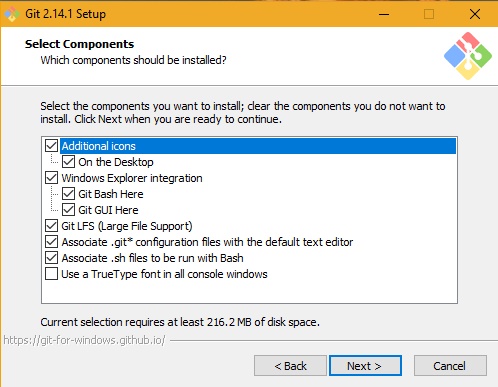 Git 2.14.1 Setup
Select Components
Which components should be installed?
Select the components you want to install; clear the components you do not want to
install. Click Next when you are ready to continue.
Additional icons
On the Desktop
Windows Explorer integration
Git Bash Here
Git GUI Here
Git LFS (Large File Support)
Associate .git* configuration files with the default text editor
Associate .sh files to be run with Bash
Use a TrueType font in all console windows
Current selection requires at least 216.2 MB of disk space.
https://git-for-windows.github.io/
< Back
Next >
Cancel